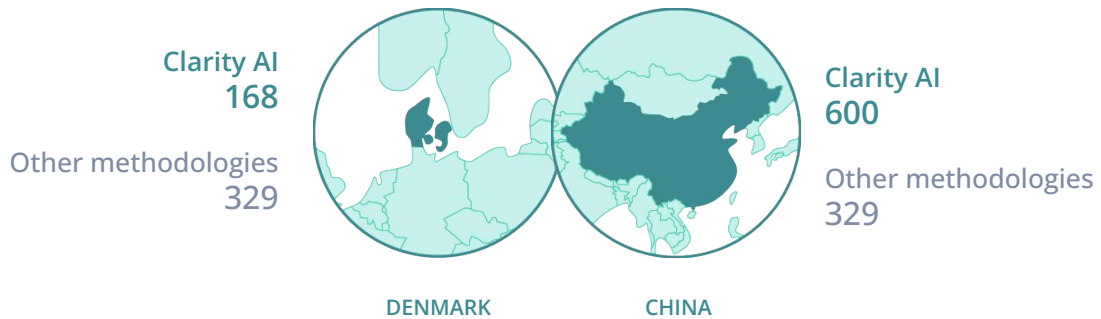 Clarity AI
168
Other methodologies
329
Clarity AI
600
Other methodologies
329
DENMARK
CHINA